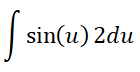 ∫ sin(u) 2du